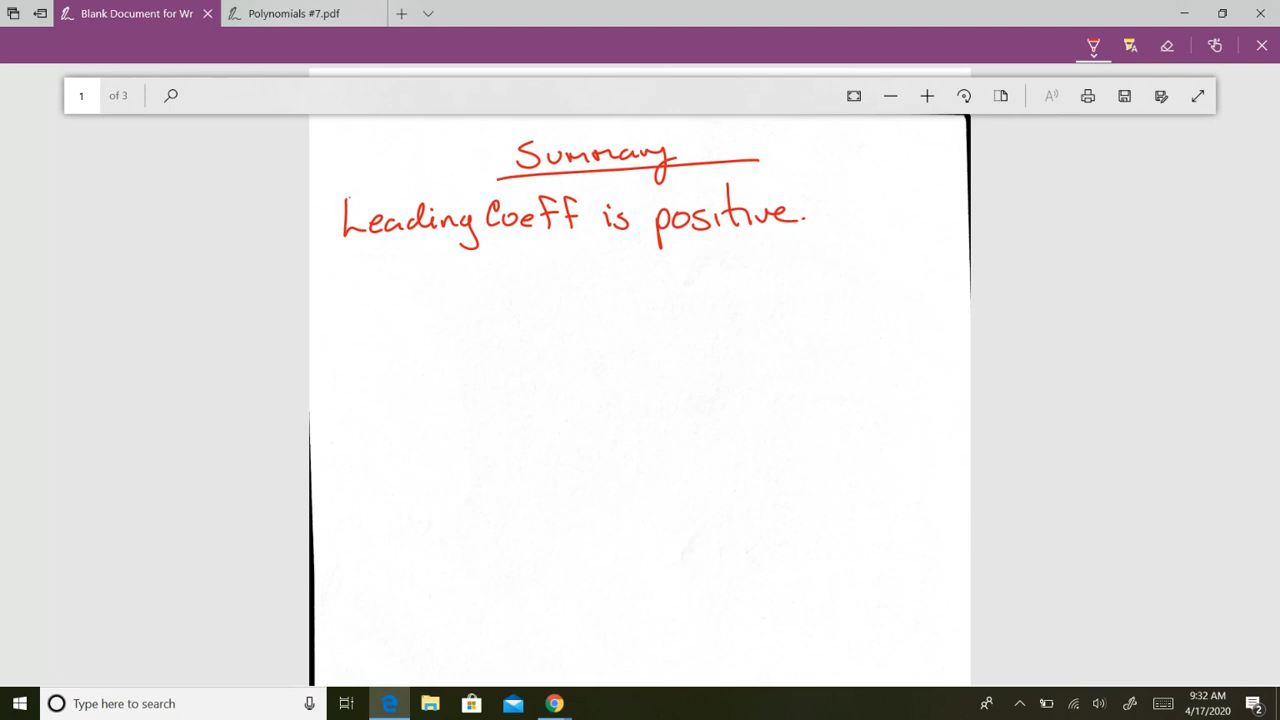 Blank Document for Wr
Polynomials #7.pdf
1 of 3
Summary
Leading Coeff is positive.
Type here to search
9:32 AM
4/17/2020
2